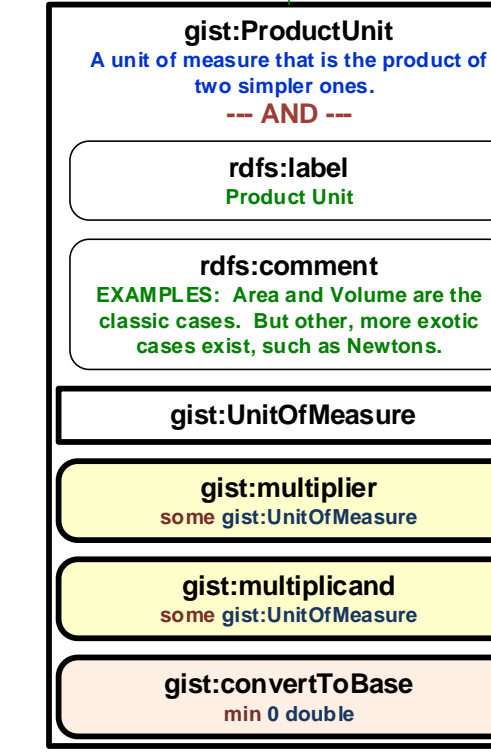 gist:ProductUnit
A unit of measure that is the product of
two simpler ones.
--- AND ---
rdfs:label
Product Unit
rdfs:comment
EXAMPLES:  Area and Volume are the
classic cases.  But other, more exotic
cases exist, such as Newtons.
gist:UnitOfMeasure
gist:multiplier
some gist:UnitOfMeasure
gist:multiplicand
some gist:UnitOfMeasure
gist:convertToBase
min 0 double